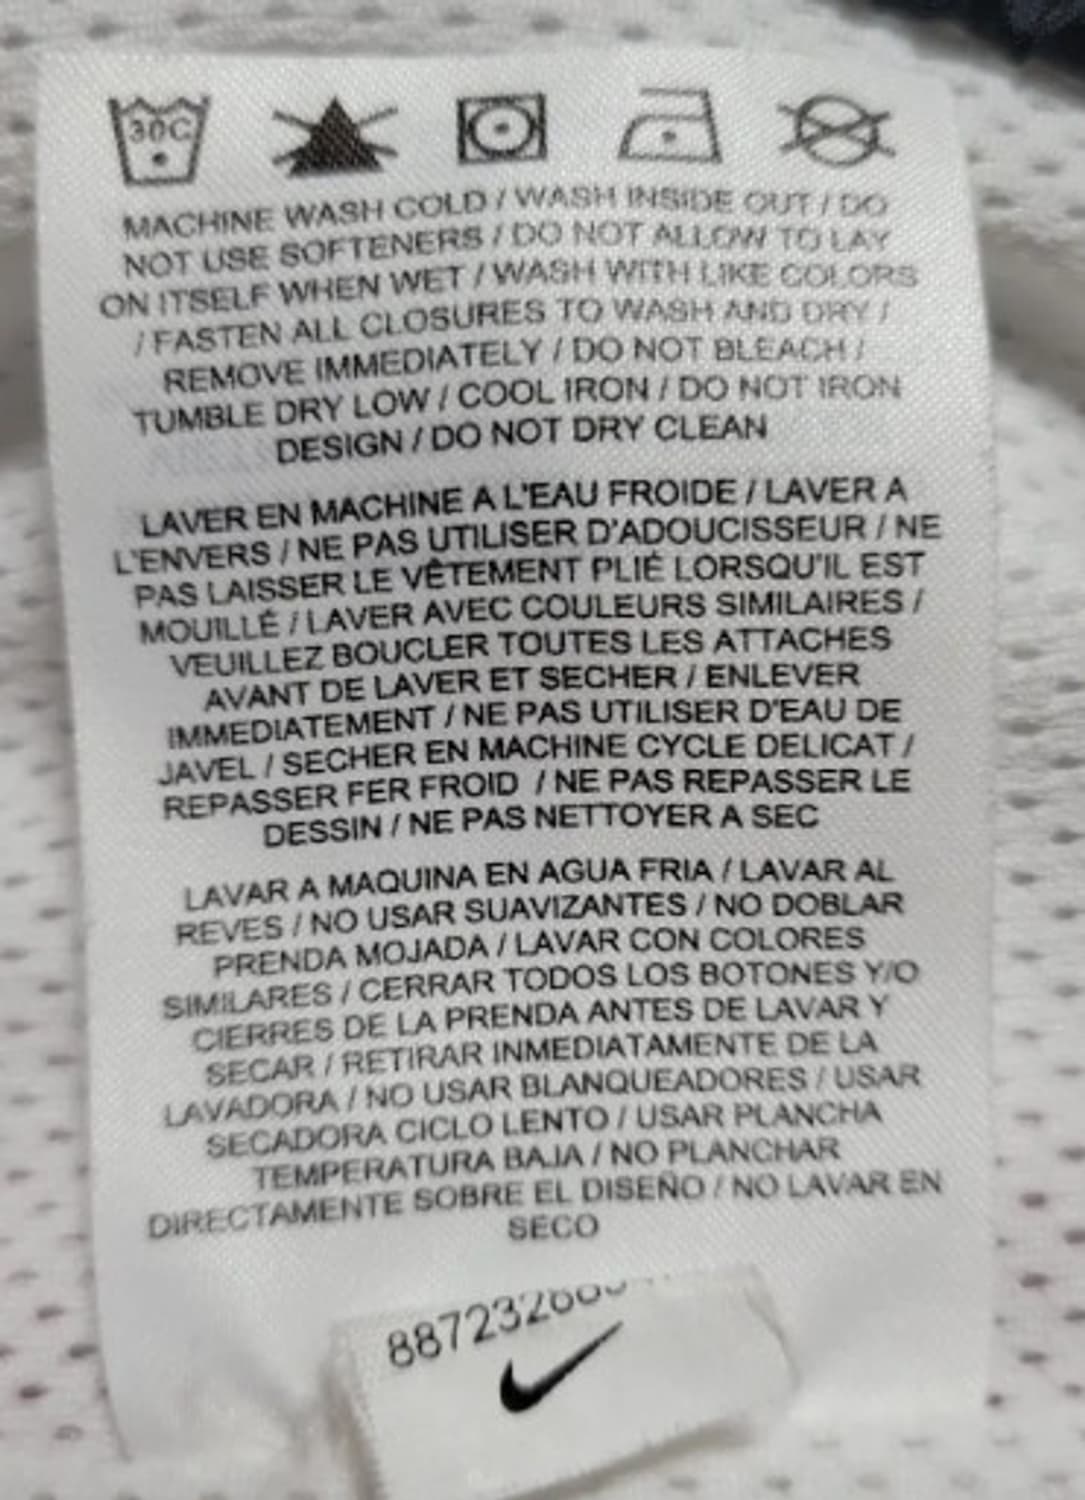 30C
MACHINE WASH COLD / WASH INSIDE OUT / DO
NOT USE SOFTENERS / DO NOT ALLOW TO LAY
ON ITSELF WHEN WET / WASH WITH LIKE COLORS
/ FASTEN ALL CLOSURES TO WASH AND DRY /
REMOVE IMMEDIATELY / DO NOT BLEACH /
TUMBLE DRY LOW / COOL IRON / DO NOT IRON
DESIGN / DO NOT DRY CLEAN
LAVER EN MACHINE A L'EAU FROIDE / LAVER A
L'ENVERS / NE PAS UTILISER D'ADOUCISSEUR / NE
PAS LAISSER LE VÊTEMENT PLIÉ LORSQU'IL EST
MOUILLÉ / LAVER AVEC COULEURS SIMILAIRES /
VEUILLEZ BOUCLER TOUTES LES ATTACHES
AVANT DE LAVER ET SECHER / ENLEVER
IMMEDIATEMENT / NE PAS UTILISER D'EAU DE
JAVEL / SECHER EN MACHINE CYCLE DELICAT /
REPASSER FER FROID / NE PAS REPASSER LE
DESSIN / NE PAS NETTOYER A SEC
LAVAR A MAQUINA EN AGUA FRIA / LAVAR AL
REVES / NO USAR SUAVIZANTES / NO DOBLAR
PRENDA MOJADA / LAVAR CON COLORES
SIMILARES / CERRAR TODOS LOS BOTONES Y/O
CIERRES DE LA PRENDA ANTES DE LAVAR Y
SECAR / RETIRAR INMEDIATAMENTE DE LA
LAVADORA / NO USAR BLANQUEADORES / USAR
SECADORA CICLO LENTO / USAR PLANCHA
TEMPERATURA BAJA / NO PLANCHAR
DIRECTAMENTE SOBRE EL DISEÑO / NO LAVAR EN
SECO